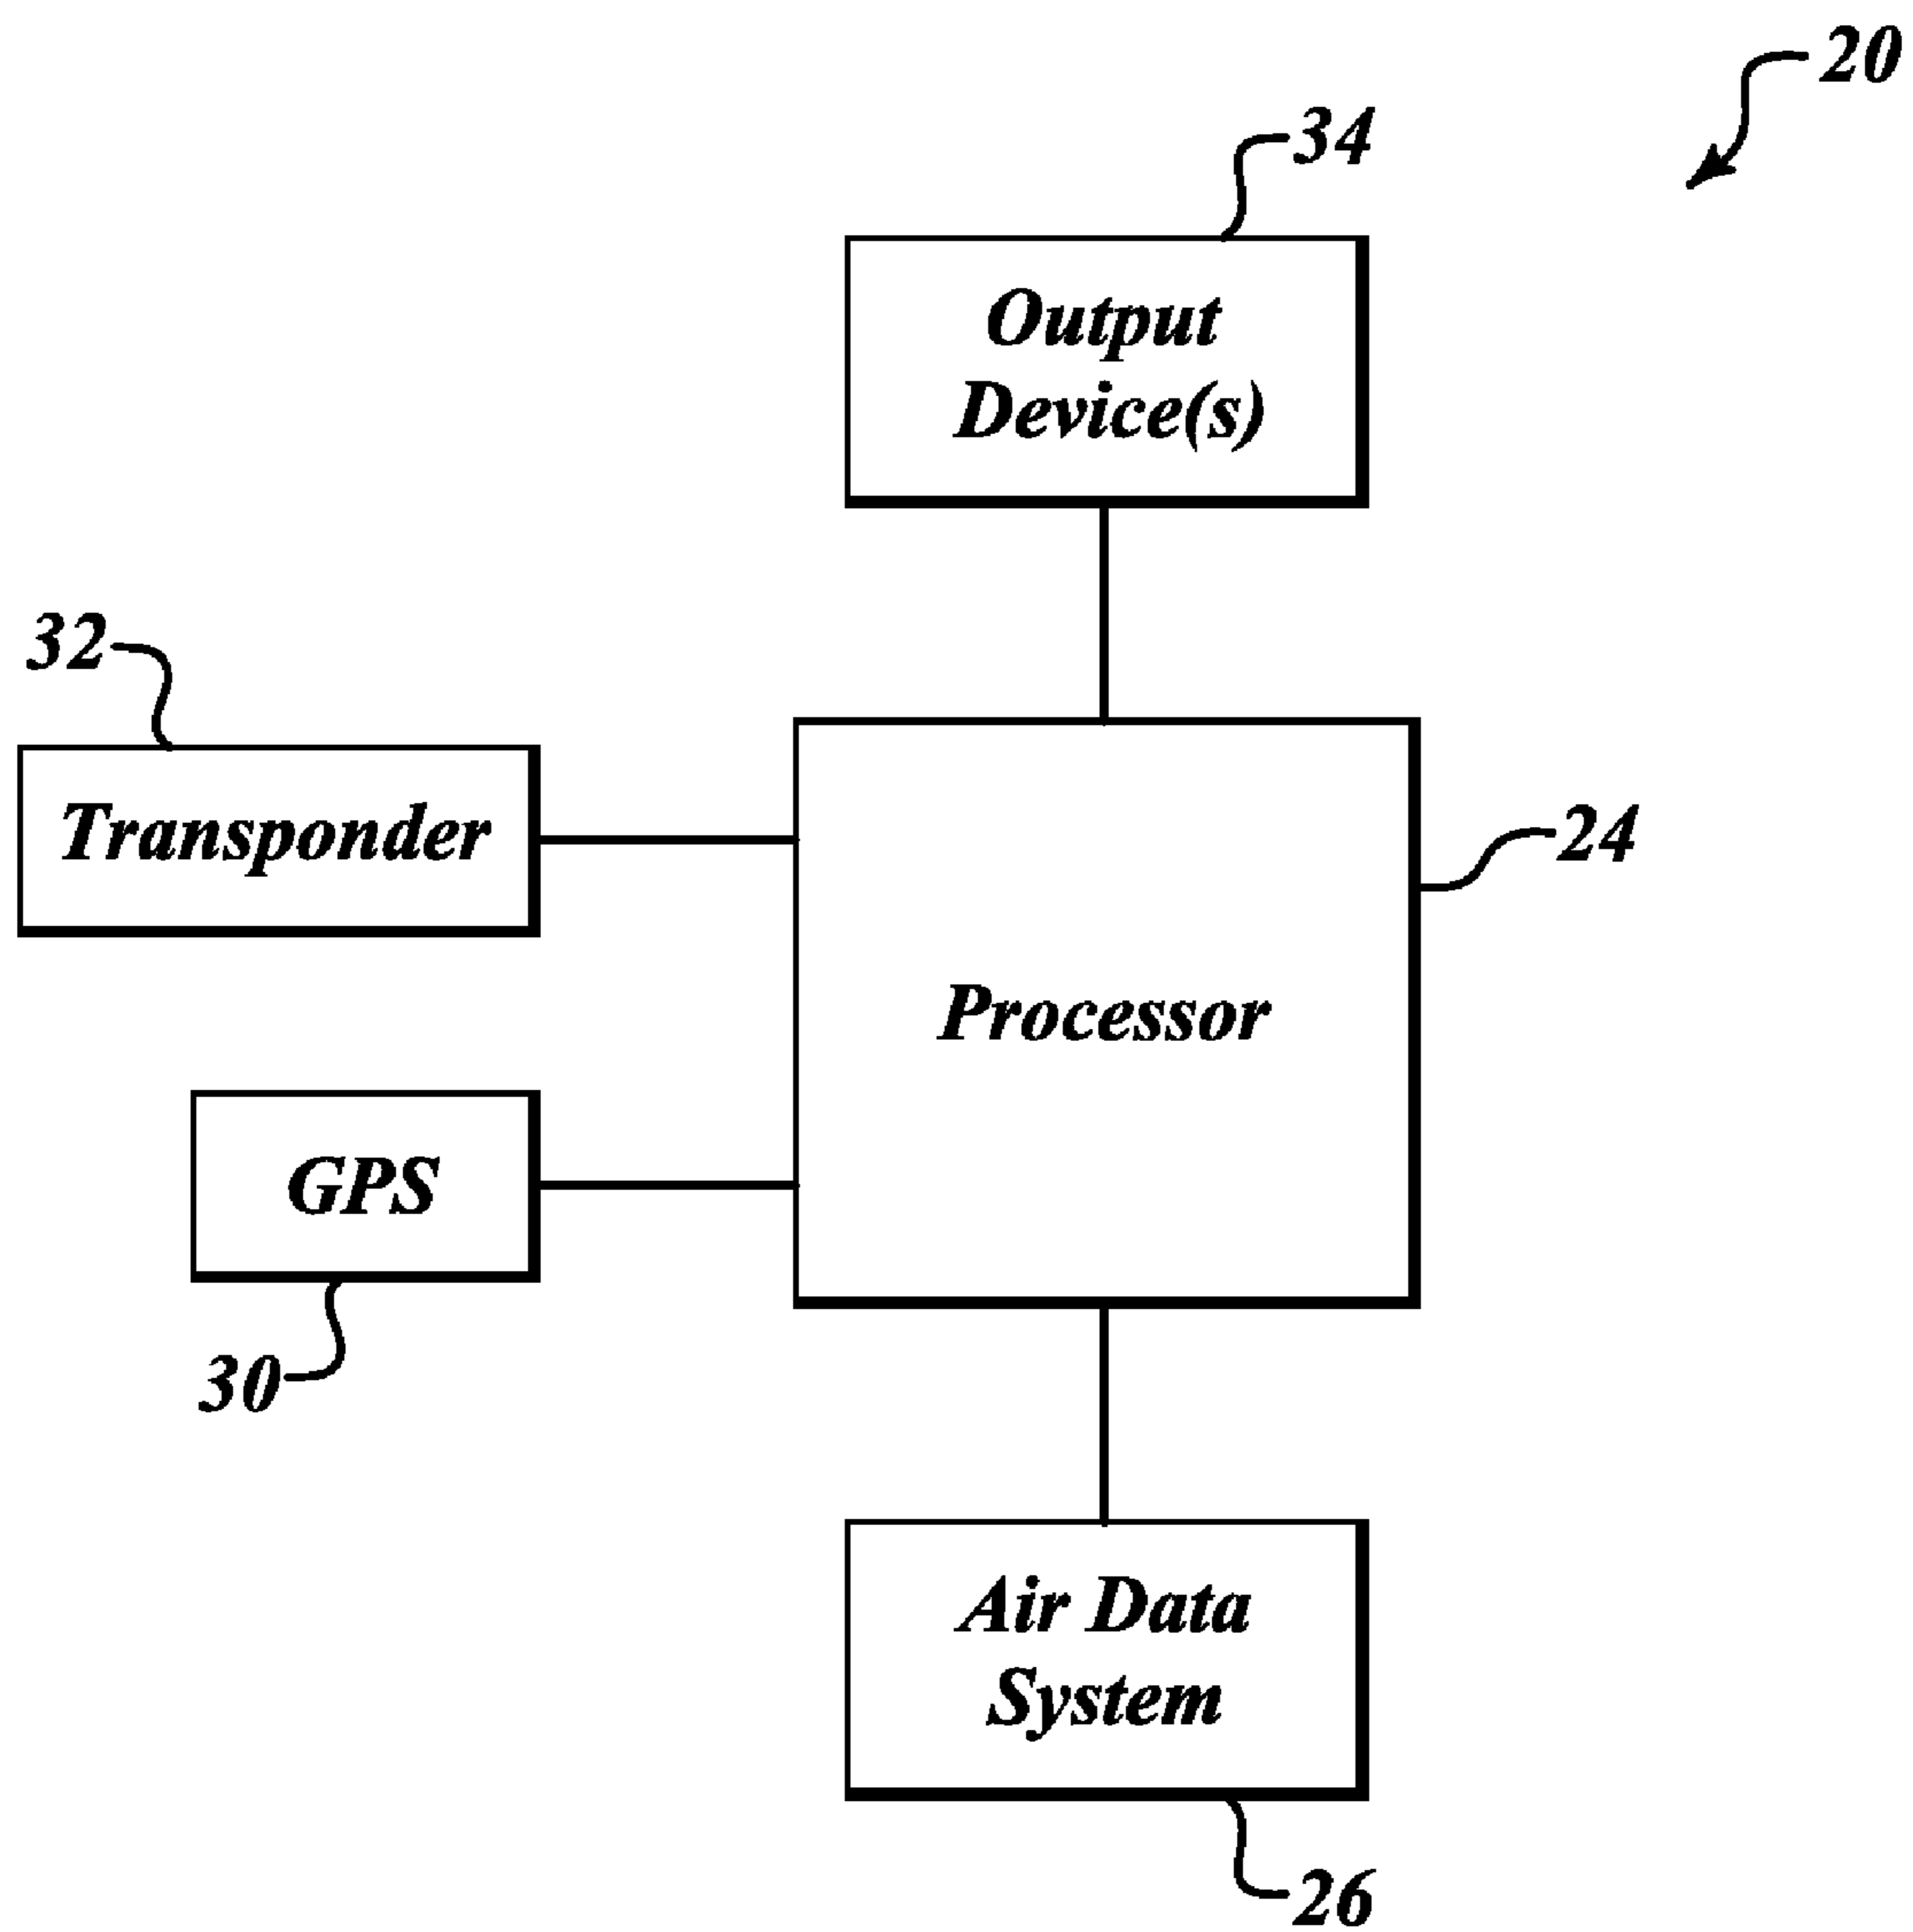 20
34
Output
Device(s)
32
Transponder
24
Processor
GPS
30
Air Data
System
26